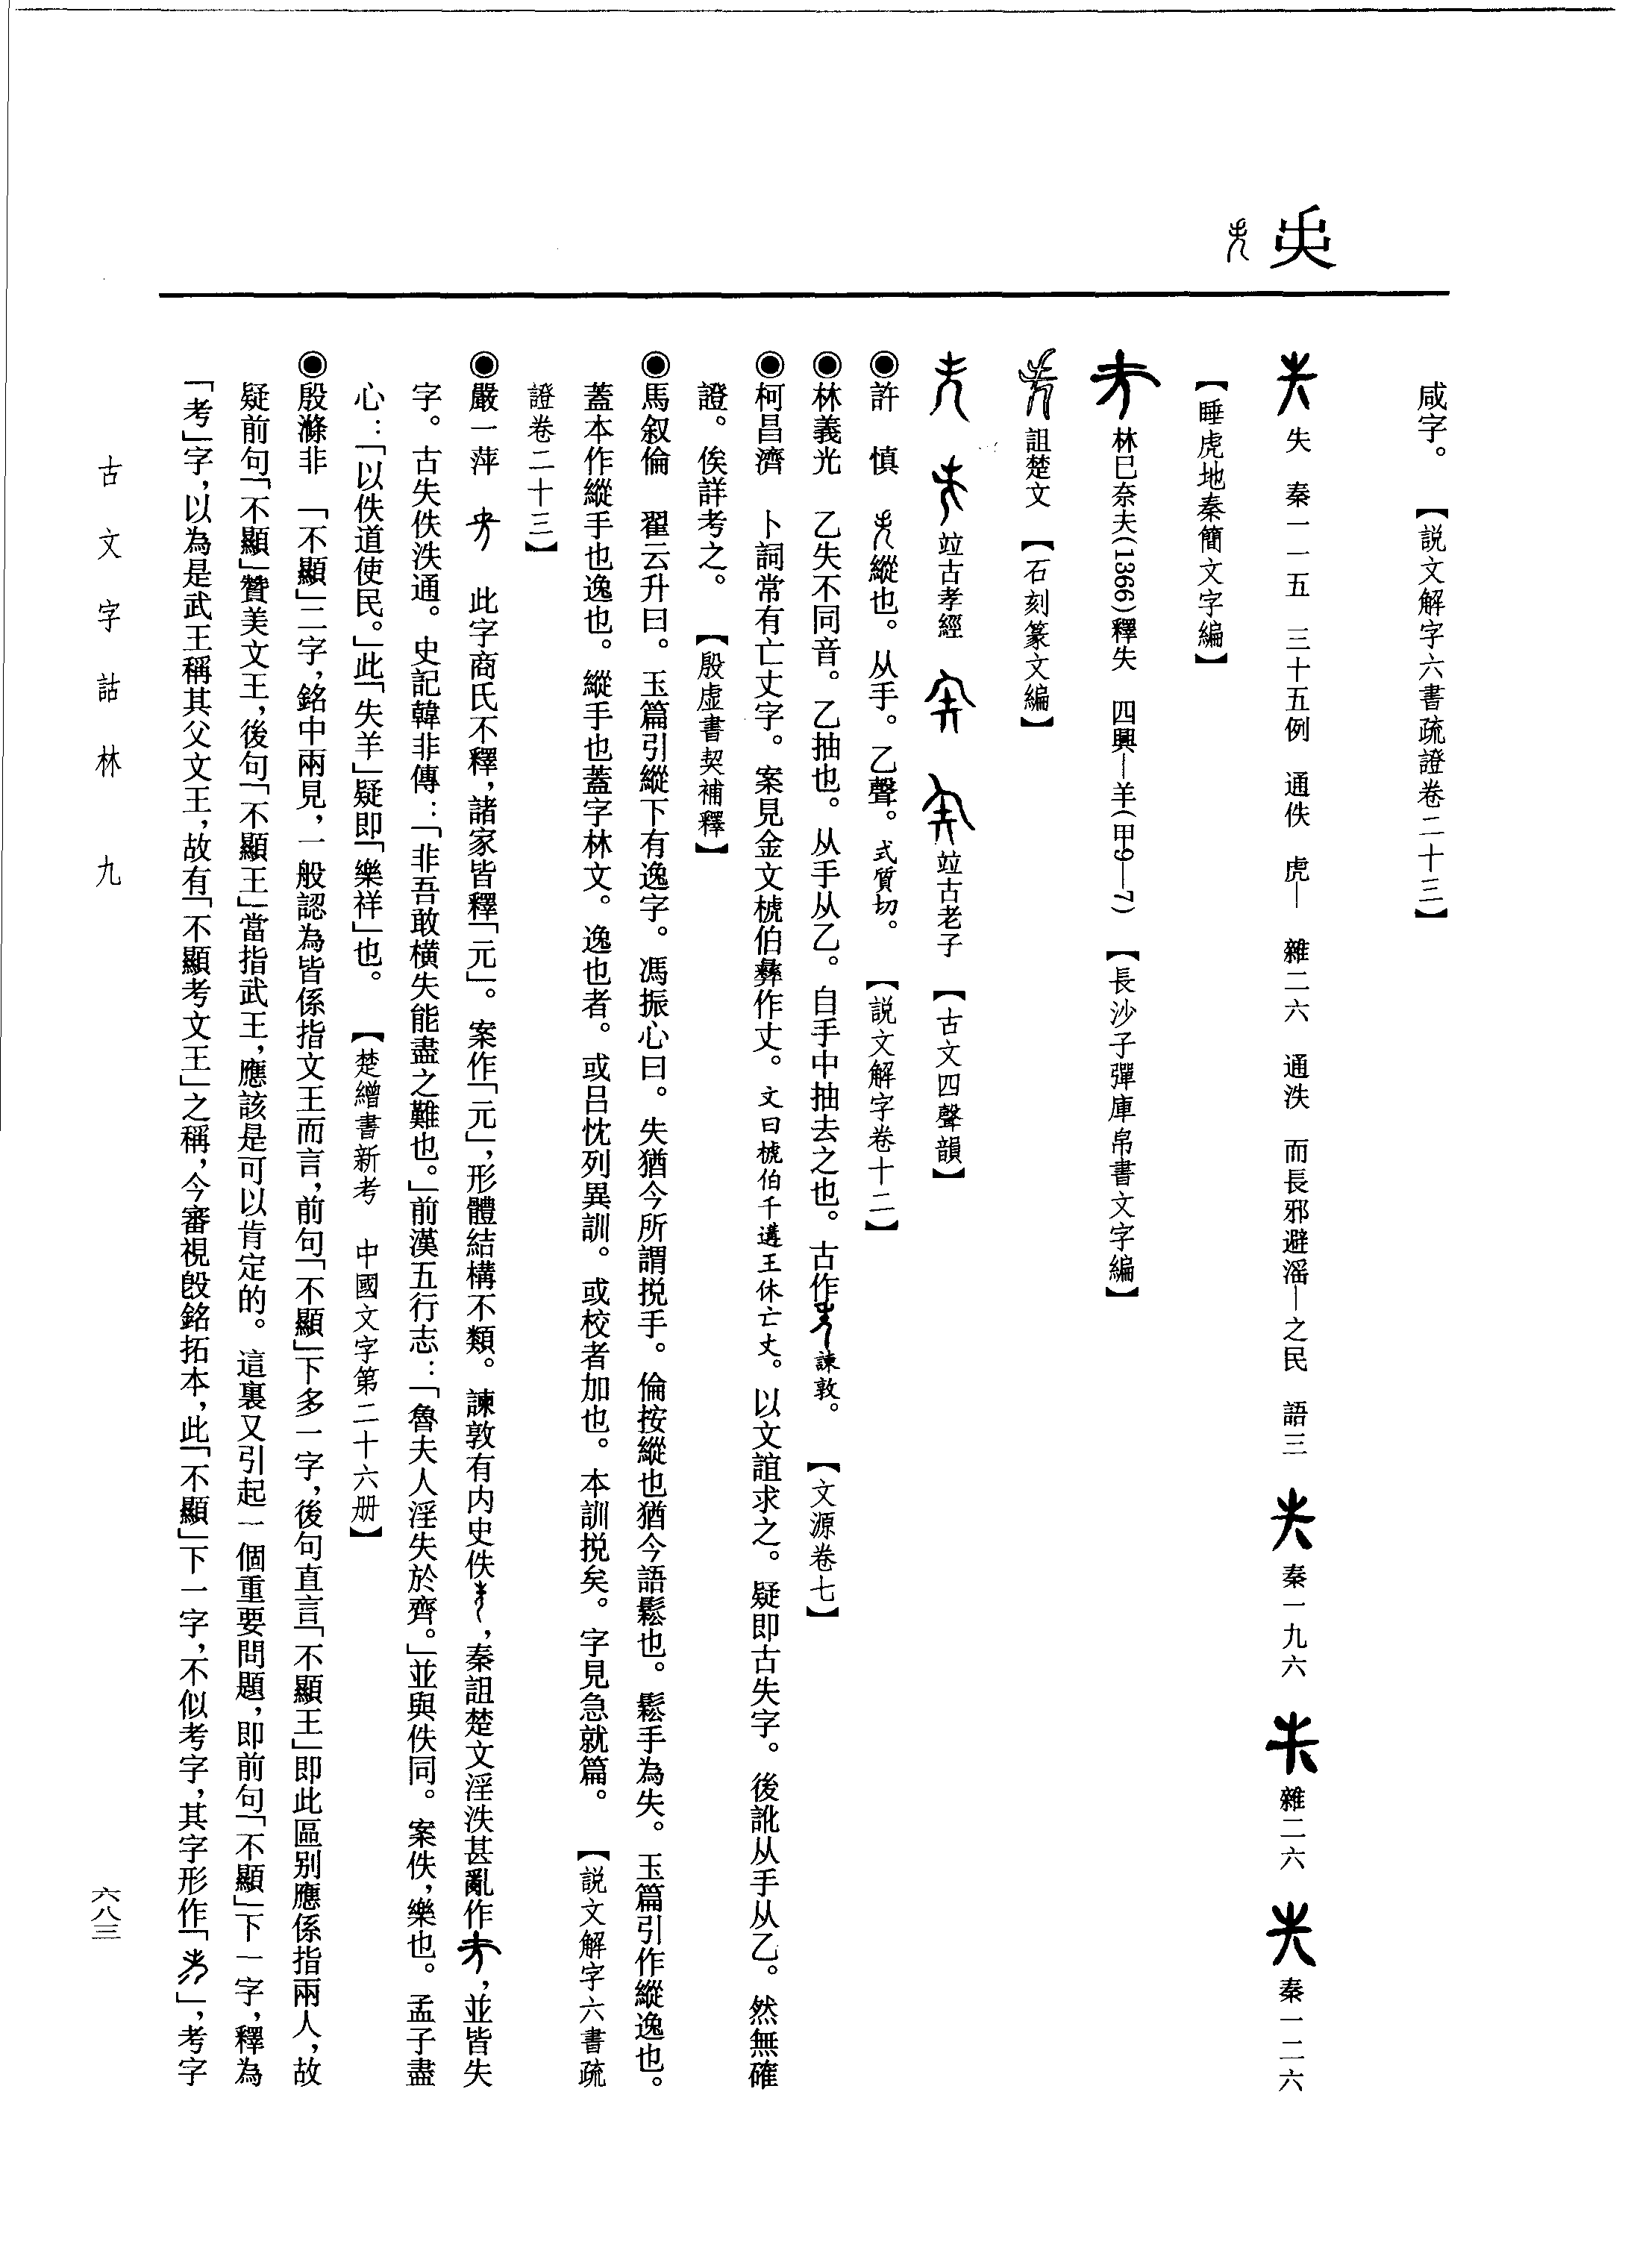 失
咸字。　【説文解字六書疏證卷二十三】
失　秦一一五　三十五例　通佚　虎—　雜二六　通泆　而長邪避滛—之民　語三　秦一九六　雜二六　秦一二六
【睡虎地秦簡文字編】
林巳奈夫(1366)釋失　四興—羊(甲9—7)　【長沙子彈庫帛書文字編】
詛楚文　【石刻篆文編】
竝古孝經　竝古老子　【古文四聲韻】
◉許　慎　縱也。从手。乙聲。式質切。　【説文解字卷十二】
◉林義光　乙失不同音。乙抽也。从手从乙。自手中抽去之也。古作諫敦。　【文源卷七】
◉柯昌濟　卜詞常有亡丈字。案見金文㯉伯彝作丈。文曰㯉伯千遘王休亡丈。以文誼求之。疑即古失字。後訛从手从乙。然無確
證。俟詳考之。　【殷虛書契補釋】
◉馬叙倫　翟云升曰。玉篇引縱下有逸字。馮振心曰。失猶今所謂挩手。倫按縱也猶今語鬆也。鬆手為失。玉篇引作縱逸也。
蓋本作縱手也逸也。縱手也蓋字林文。逸也者。或吕忱列異訓。或校者加也。本訓挩矣。字見急就篇。　【説文解字六書疏
證卷二十三】
◉嚴一萍　此字商氏不釋，諸家皆釋「元」。案作「元」，形體結構不類。諫敦有内史佚，秦詛楚文淫泆甚亂作，並皆失
字。古失佚泆通。史記韓非傳：「非吾敢橫失能盡之難也。」前漢五行志：「魯夫人淫失於齊。」並與佚同。案佚，樂也。孟子盡
心：「以佚道使民。」此「失羊」疑即「樂祥」也。　【楚繒書新考　中國文字第二十六册】
◉殷滌非　「不顯」二字，銘中兩見，一般認為皆係指文王而言，前句「不顯」下多一字，後句直言「不顯王」即此區别應係指兩人，故
疑前句「不顯」贊美文王，後句「不顯王」當指武王，應該是可以肯定的。這裏又引起一個重要問題，即前句「不顯」下一字，釋為
「考」字，以為是武王稱其父文王，故有「不顯考文王」之稱，今審視殷銘拓本，此「不顯」下一字，不似考字，其字形作「」，考字
古文字詁林　九
六八三